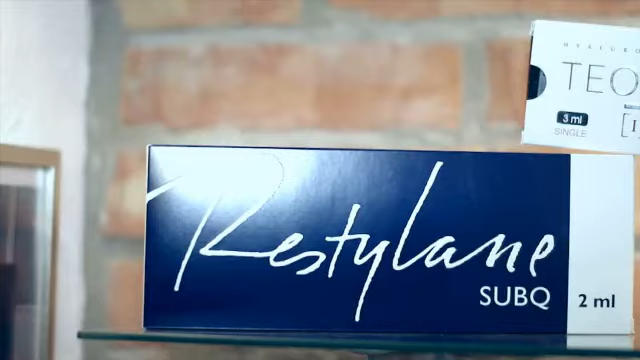 TEO
3 ml
SINGLE
Restylane
SUBQ
2 ml